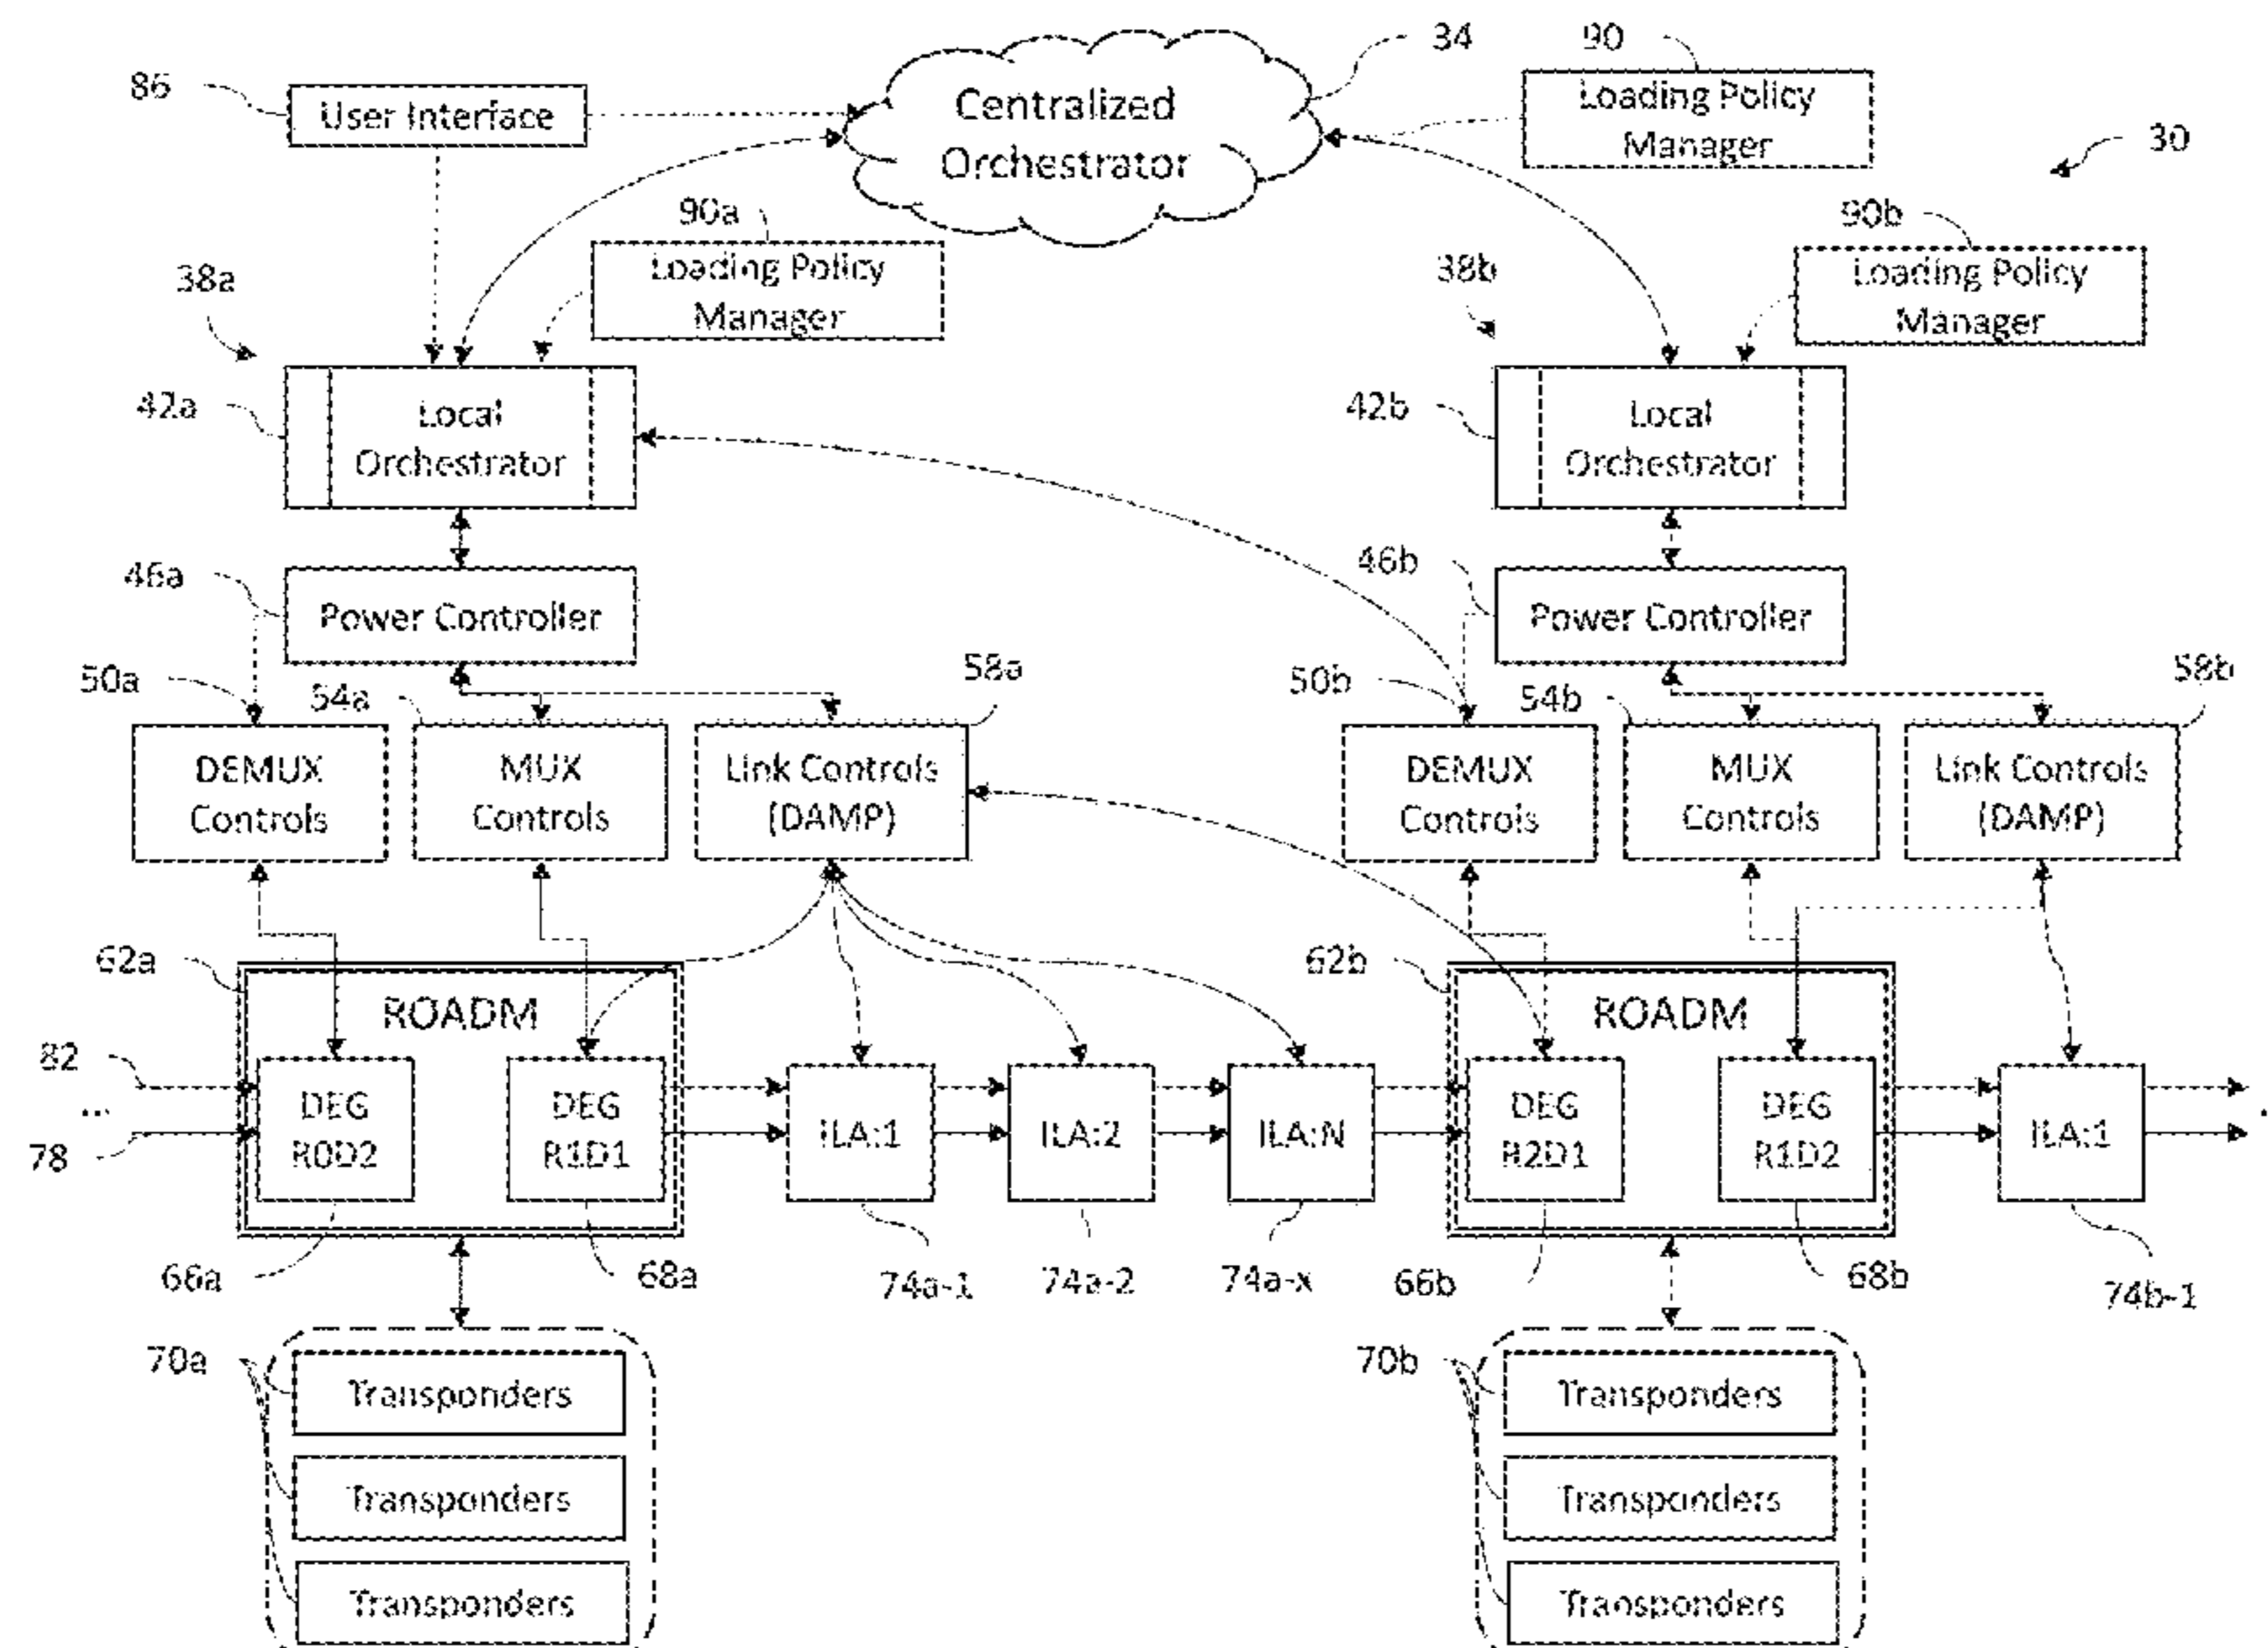 86
User Interface
Centralized
Orchestrator
34
90
Loading Policy
Manager
30
90a
Loading Policy
Manager
90b
Loading Policy
Manager
38a
38b
42a
Local
Orchestrator
42b
Local
Orchestrator
46a
Power Controller
46b
Power Controller
50a
54a
58a
50b
54b
58b
DEMUX
Controls
MUX
Controls
Link Controls
(DAMP)
DEMUX
Controls
MUX
Controls
Link Controls
(DAMP)
62a
ROADM
62b
ROADM
82
...
78
DEG
R0D2
DEG
R1D1
ILA:1
ILA:2
ILA:N
DEG
R2D1
DEG
R1D2
ILA:1
66a
68a
74a-1
74a-2
74a-x
66b
68b
74b-1
70a
Transponders
Transponders
Transponders
70b
Transponders
Transponders
Transponders